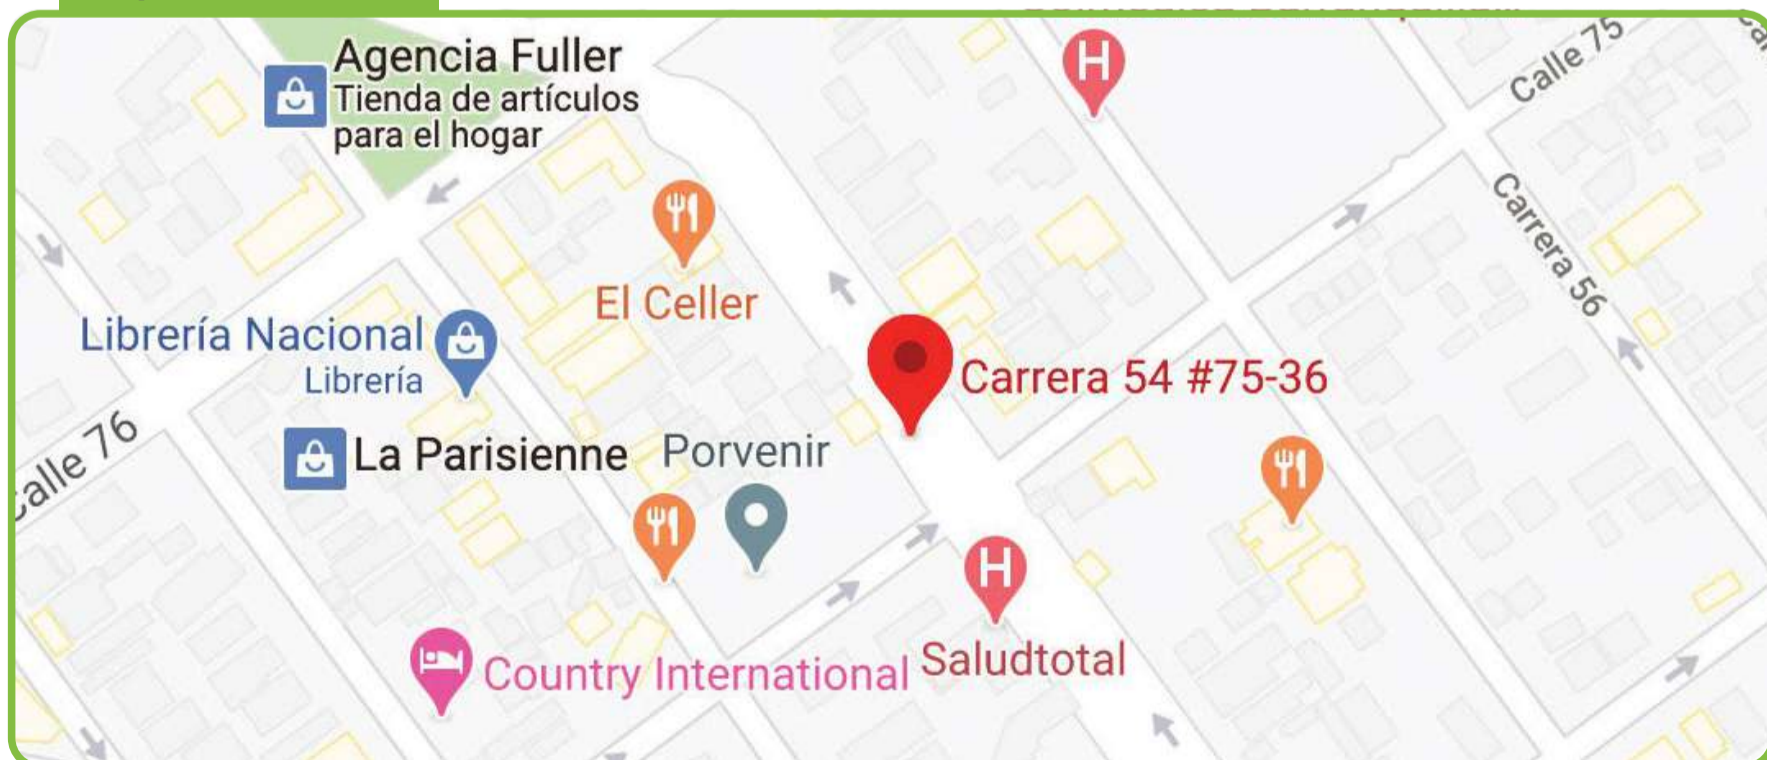 Agencia Fuller
Tienda de artículos
para el hogar
H
Calle 75
Carrera 56
El Celler
Librería Nacional
Librería
Carrera 54 #75-36
Calle 76
La Parisienne
Porvenir
H
Country International
Saludtotal